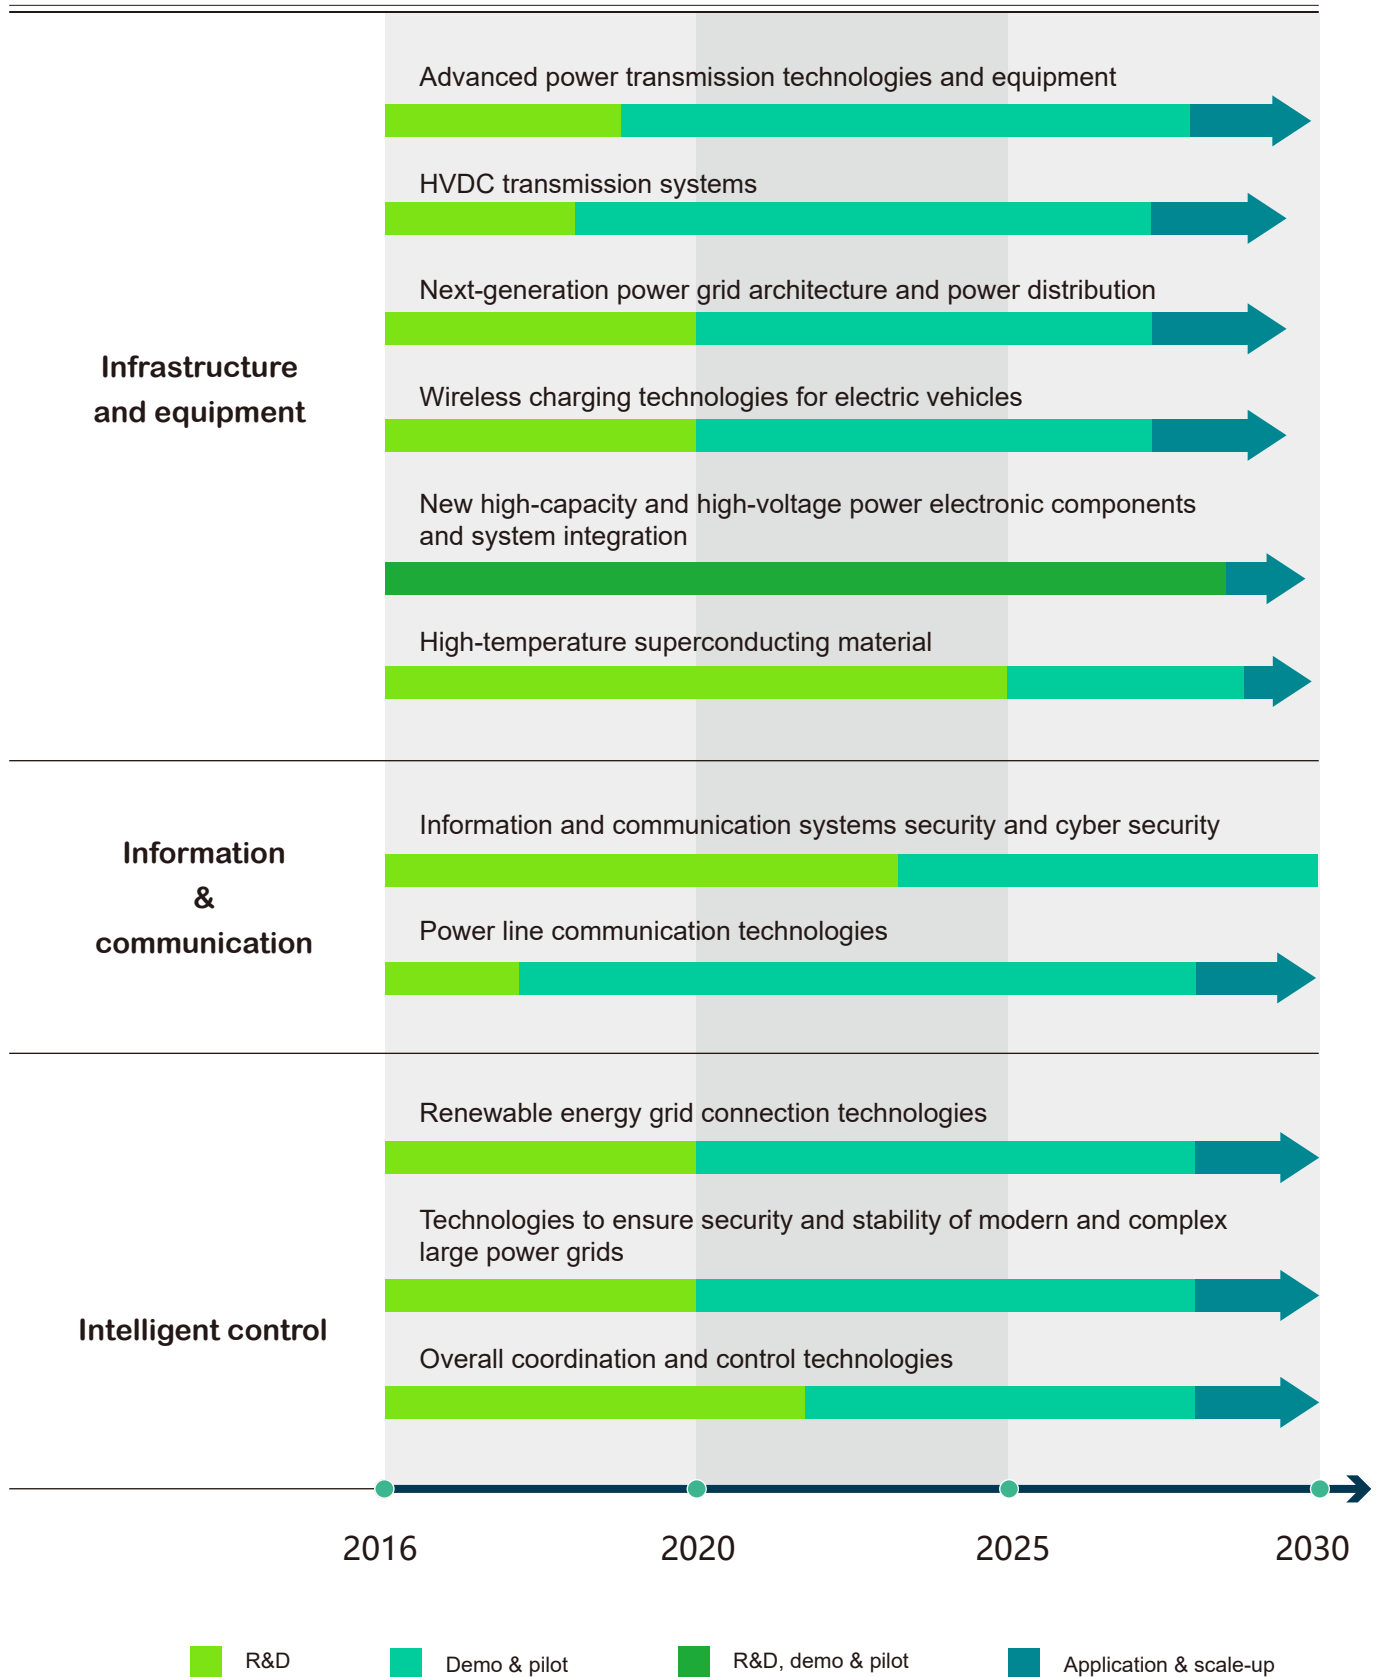 Infrastructure
and equipment
Advanced power transmission technologies and equipment
HVDC transmission systems
Next-generation power grid architecture and power distribution
Wireless charging technologies for electric vehicles
New high-capacity and high-voltage power electronic components
and system integration
High-temperature superconducting material
Information
&
communication
Information and communication systems security and cyber security
Power line communication technologies
Intelligent control
Renewable energy grid connection technologies
Technologies to ensure security and stability of modern and complex
large power grids
Overall coordination and control technologies
2016
2020
2025
2030
R&D
Demo & pilot
R&D, demo & pilot
Application & scale-up